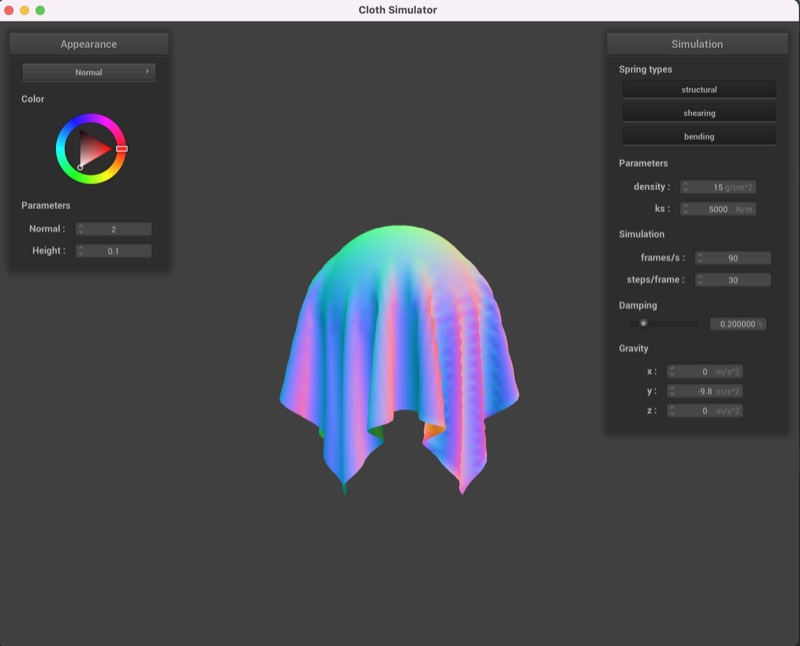 Cloth Simulator
Appearance
Normal
Color
Parameters
Normal : 2
Height : 0.1
Simulation
Spring types
structural
shearing
bending
Parameters
density : 15 g/cm^2
ks : 5000 N/m
Simulation
frames/s : 90
steps/frame : 30
Damping
0.200000 %
Gravity
x : 0 m/s^2
y : -9.8 m/s^2
z : 0 m/s^2